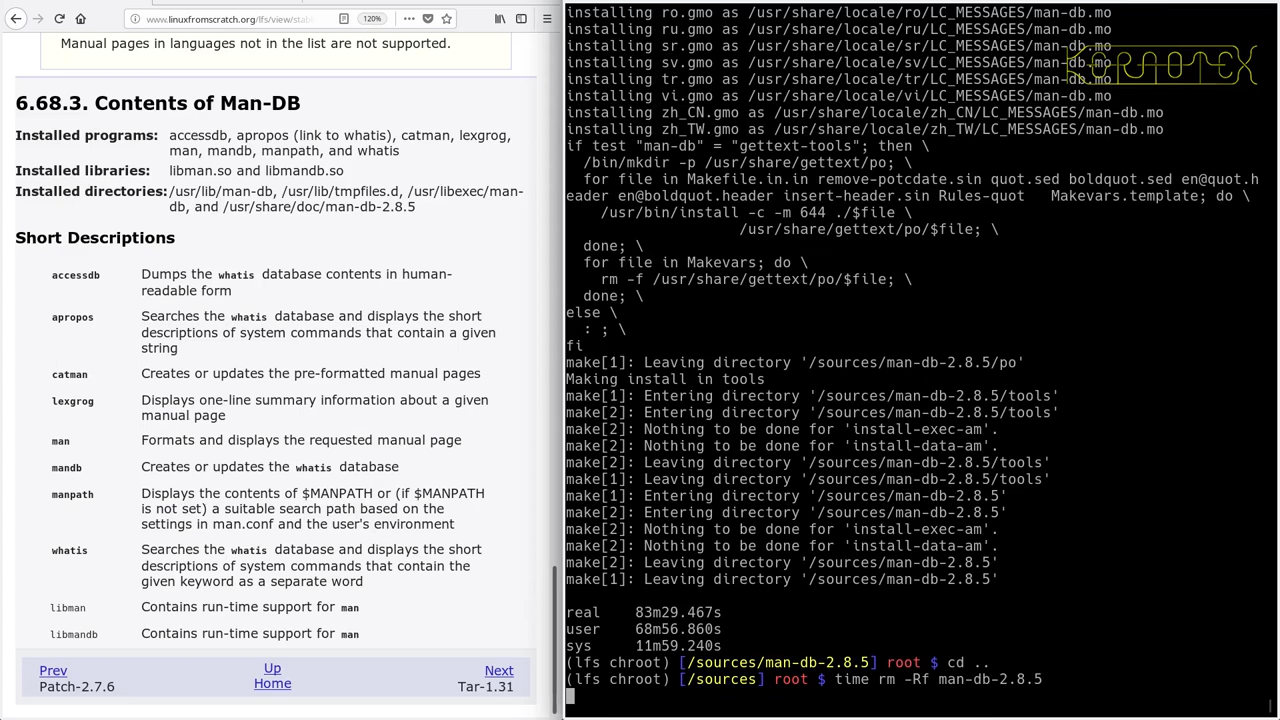 www.linuxfromscratch.org/lfs/view/stab
120%
Manual pages in languages not in the list are not supported.
6.68.3. Contents of Man-DB
Installed programs: accessdb, apropos (link to whatis), catman, lexgrog,
man, mandb, manpath, and whatis
Installed libraries: libman.so and libmandb.so
Installed directories: /usr/lib/man-db, /usr/lib/tmpfiles.d, /usr/libexec/man-
db, and /usr/share/doc/man-db-2.8.5
Short Descriptions
accessdb Dumps the whatis database contents in human-
readable form
apropos Searches the whatis database and displays the short
descriptions of system commands that contain a given
string
catman Creates or updates the pre-formatted manual pages
lexgrog Displays one-line summary information about a given
manual page
man Formats and displays the requested manual page
mandb Creates or updates the whatis database
manpath Displays the contents of $MANPATH or (if $MANPATH
is not set) a suitable search path based on the
settings in man.conf and the user's environment
whatis Searches the whatis database and displays the short
descriptions of system commands that contain the
given keyword as a separate word
libman Contains run-time support for man
libmandb Contains run-time support for man
Prev Up Next
Patch-2.7.6 Home Tar-1.31
installing ro.gmo as /usr/share/locale/ro/LC_MESSAGES/man-db.mo
installing ru.gmo as /usr/share/locale/ru/LC_MESSAGES/man-db.mo
installing sr.gmo as /usr/share/locale/sr/LC_MESSAGES/man-db.mo
installing sv.gmo as /usr/share/locale/sv/LC_MESSAGES/man-db.mo
installing tr.gmo as /usr/share/locale/tr/LC_MESSAGES/man-db.mo
installing vi.gmo as /usr/share/locale/vi/LC_MESSAGES/man-db.mo
installing zh_CN.gmo as /usr/share/locale/zh_CN/LC_MESSAGES/man-db.mo
installing zh_TW.gmo as /usr/share/locale/zh_TW/LC_MESSAGES/man-db.mo
if test "man-db" = "gettext-tools"; then \
/bin/mkdir -p /usr/share/gettext/po; \
for file in Makefile.in.in remove-potcdate.sin quot.sed boldquot.sed en@quot.h
eader en@boldquot.header insert-header.sin Rules-quot Makevars.template; do \
/usr/bin/install -c -m 644 ./$file \
/usr/share/gettext/po/$file; \
done; \
for file in Makevars; do \
rm -f /usr/share/gettext/po/$file; \
done; \
else \
: ; \
fi
make[1]: Leaving directory '/sources/man-db-2.8.5/po'
Making install in tools
make[1]: Entering directory '/sources/man-db-2.8.5/tools'
make[2]: Entering directory '/sources/man-db-2.8.5/tools'
make[2]: Nothing to be done for 'install-exec-am'.
make[2]: Nothing to be done for 'install-data-am'.
make[2]: Leaving directory '/sources/man-db-2.8.5/tools'
make[1]: Leaving directory '/sources/man-db-2.8.5/tools'
make[1]: Entering directory '/sources/man-db-2.8.5'
make[2]: Entering directory '/sources/man-db-2.8.5'
make[2]: Nothing to be done for 'install-exec-am'.
make[2]: Nothing to be done for 'install-data-am'.
make[2]: Leaving directory '/sources/man-db-2.8.5'
make[1]: Leaving directory '/sources/man-db-2.8.5'
real 83m29.467s
user 68m56.860s
sys 11m59.240s
(lfs chroot) [/sources/man-db-2.8.5] root $ cd ..
(lfs chroot) [/sources] root $ time rm -Rf man-db-2.8.5